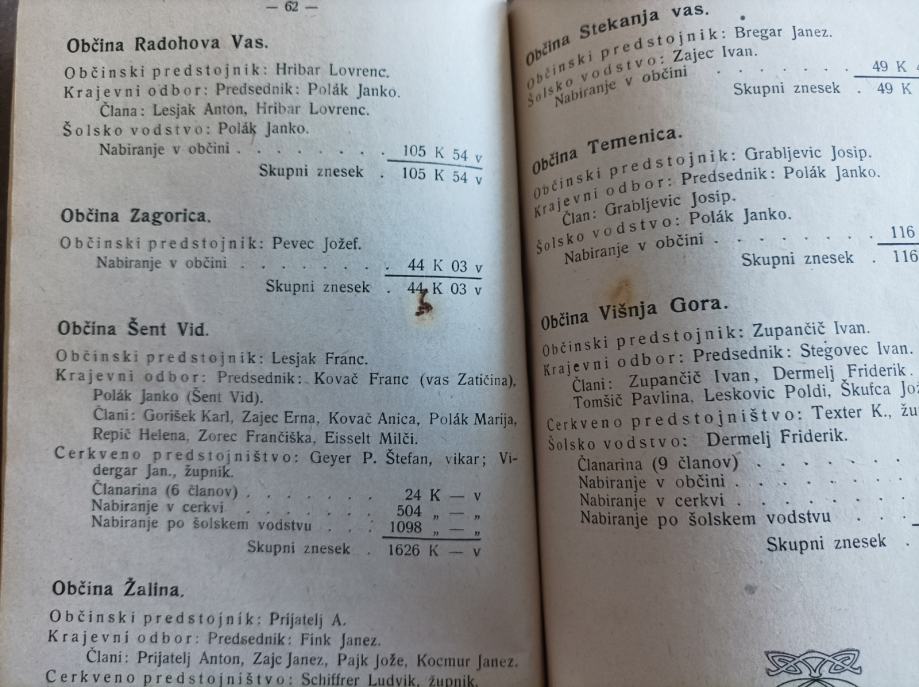 — 62 —
Občina Radohova Vas.
Občinski predstojnik: Hribar Lovrenc.
Krajevni odbor: Predsednik: Polák Janko.
Člana: Lesjak Anton, Hribar Lovrenc.
Šolsko vodstvo: Polák Janko.
Nabiranje v občini . . . . . . . 105 K 54 v
Skupni znesek . 105 K 54 v
Občina Zagorica.
Občinski predstojnik: Pevec Jožef.
Nabiranje v občini . . . . . . . 44 K 03 v
Skupni znesek . 44 K 03 v
Občina Šent Vid.
Občinski predstojnik: Lesjak Franc.
Krajevni odbor: Predsednik: Kovač Franc (vas Zatičina),
Polák Janko (Šent Vid).
Člani: Gorišek Karl, Zajec Erna, Kovač Anica, Polák Marija,
Repič Helena, Zorec Frančiška, Eisselt Milči.
Cerkveno predstojništvo: Geyer P. Štefan, vikar; Vi-
dergar Jan., župnik.
Članarina (6 članov) . . . . . . . 24 K — v
Nabiranje v cerkvi . . . . . . . 504 „ — „
Nabiranje po šolskem vodstvu . . . 1098 „ — „
Skupni znesek . 1626 K — v
Občina Žalina.
Občinski predstojnik: Prijatelj A.
Krajevni odbor: Predsednik: Fink Janez.
Člani: Prijatelj Anton, Zajc Janez, Pajk Jože, Kocmur Janez.
Cerkveno predstojništvo: Schiffrer Ludvik, župnik.
Občina Stekanja vas.
Občinski predstojnik: Bregar Janez.
Šolsko vodstvo: Zajec Ivan.
Nabiranje v občini . . . . . . . 49 K
Skupni znesek . 49 K
Občina Temenica.
Občinski predstojnik: Grabljevic Josip.
Krajevni odbor: Predsednik: Polák Janko.
Član: Grabljevic Josip.
Šolsko vodstvo: Polák Janko.
Nabiranje v občini . . . . . . . 116
Skupni znesek . 116
Občina Višnja Gora.
Občinski predstojnik: Zupančič Ivan.
Krajevni odbor: Predsednik: Stegovec Ivan.
Člani: Zupančič Ivan, Dermelj Friderik.
Tomšič Pavlina, Leskovic Poldi, Škufca
Cerkveno predstojništvo: Texter K.,
Šolsko vodstvo: Dermelj Friderik.
Članarina (9 članov) . . . . .
Nabiranje v občini . . . . . .
Nabiranje v cerkvi . . . . . .
Nabiranje po šolskem vodstvu . . .
Skupni znesek .